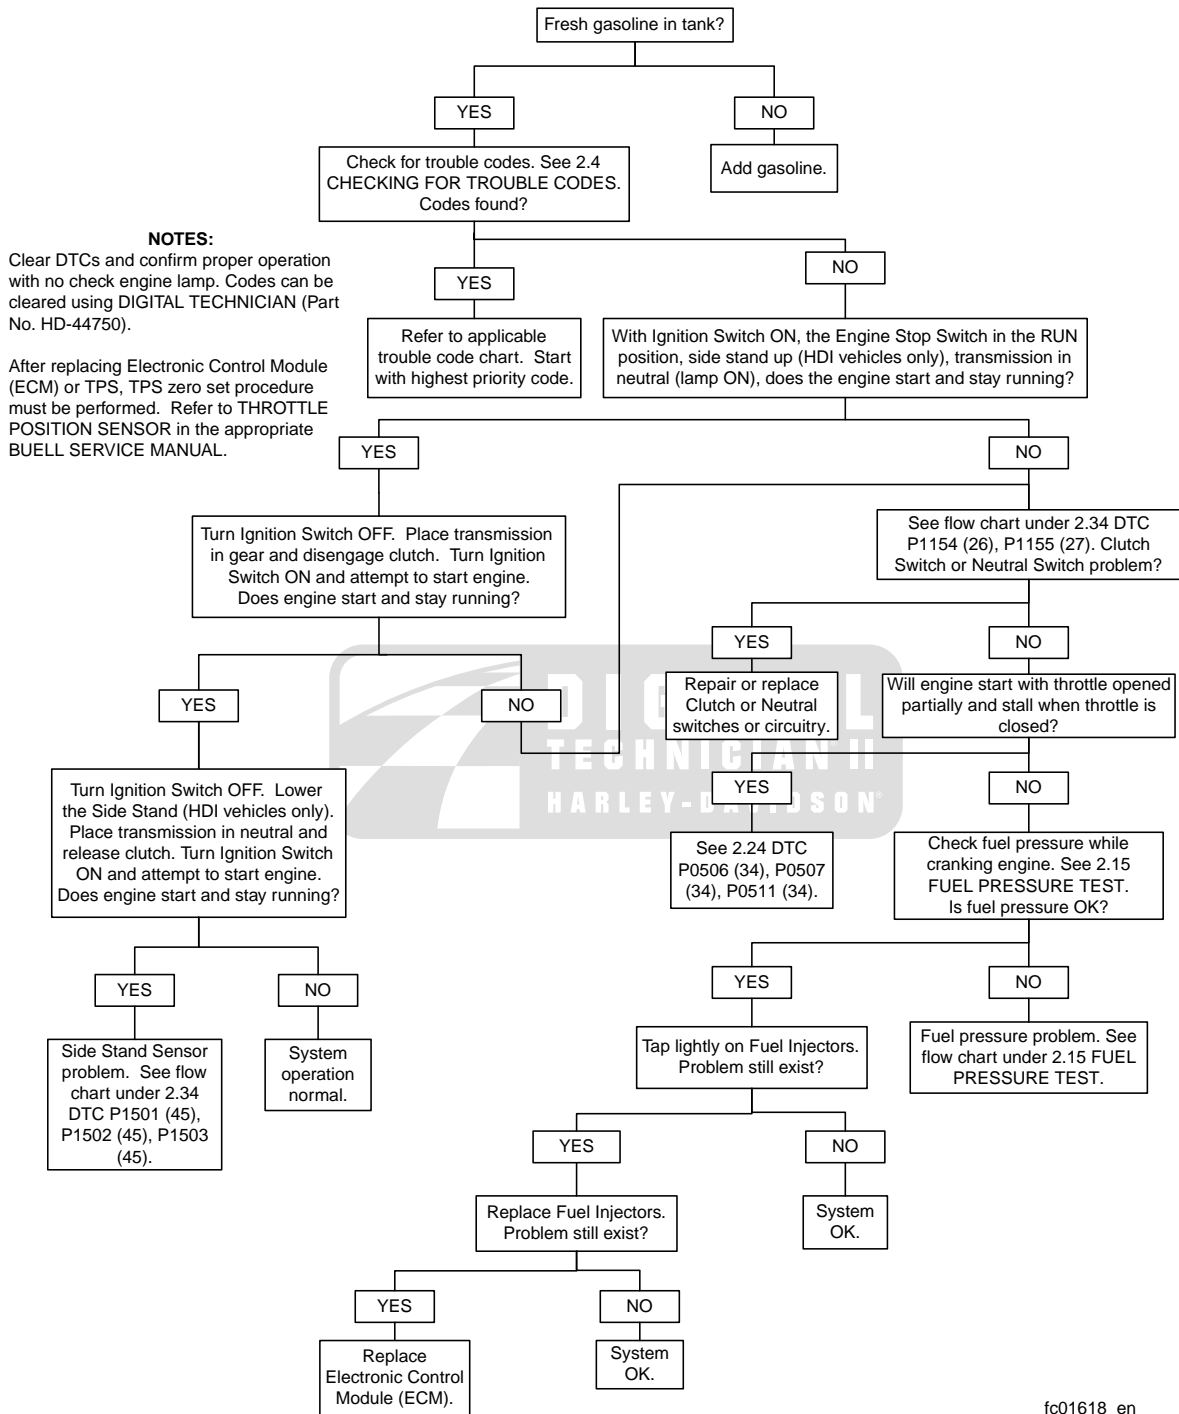 Fresh gasoline in tank?
YES
NO
Check for trouble codes. See 2.4
CHECKING FOR TROUBLE CODES.
Codes found?
Add gasoline.
NOTES:
Clear DTCs and confirm proper operation
with no check engine lamp. Codes can be
cleared using DIGITAL TECHNICIAN (Part
No. HD-44750).
After replacing Electronic Control Module
(ECM) or TPS, TPS zero set procedure
must be performed. Refer to THROTTLE
POSITION SENSOR in the appropriate
BUELL SERVICE MANUAL.
YES
NO
Refer to applicable
trouble code chart. Start
with highest priority code.
With Ignition Switch ON, the Engine Stop Switch in the RUN
position, side stand up (HDI vehicles only), transmission in
neutral (lamp ON), does the engine start and stay running?
YES
NO
Turn Ignition Switch OFF. Place transmission
in gear and disengage clutch. Turn Ignition
Switch ON and attempt to start engine.
Does engine start and stay running?
See flow chart under 2.34 DTC
P1154 (26), P1155 (27). Clutch
Switch or Neutral Switch problem?
YES
NO
YES
NO
Repair or replace
Clutch or Neutral
switches or circuitry.
Will engine start with throttle opened
partially and stall when throttle is
closed?
DIGITAL
TECHNICIAN II
HARLEY-DAVIDSON®
Turn Ignition Switch OFF. Lower
the Side Stand (HDI vehicles only).
Place transmission in neutral and
release clutch. Turn Ignition Switch
ON and attempt to start engine.
Does engine start and stay running?
YES
NO
See 2.24 DTC
P0506 (34), P0507
(34), P0511 (34).
Check fuel pressure while
cranking engine. See 2.15
FUEL PRESSURE TEST.
Is fuel pressure OK?
YES
NO
YES
NO
Side Stand Sensor
problem. See flow
chart under 2.34
DTC P1501 (45),
P1502 (45), P1503
(45).
System
operation
normal.
Tap lightly on Fuel Injectors.
Problem still exist?
Fuel pressure problem. See
flow chart under 2.15 FUEL
PRESSURE TEST.
YES
NO
Replace Fuel Injectors.
Problem still exist?
System
OK.
YES
NO
Replace
Electronic Control
Module (ECM).
System
OK.
fc01618_en